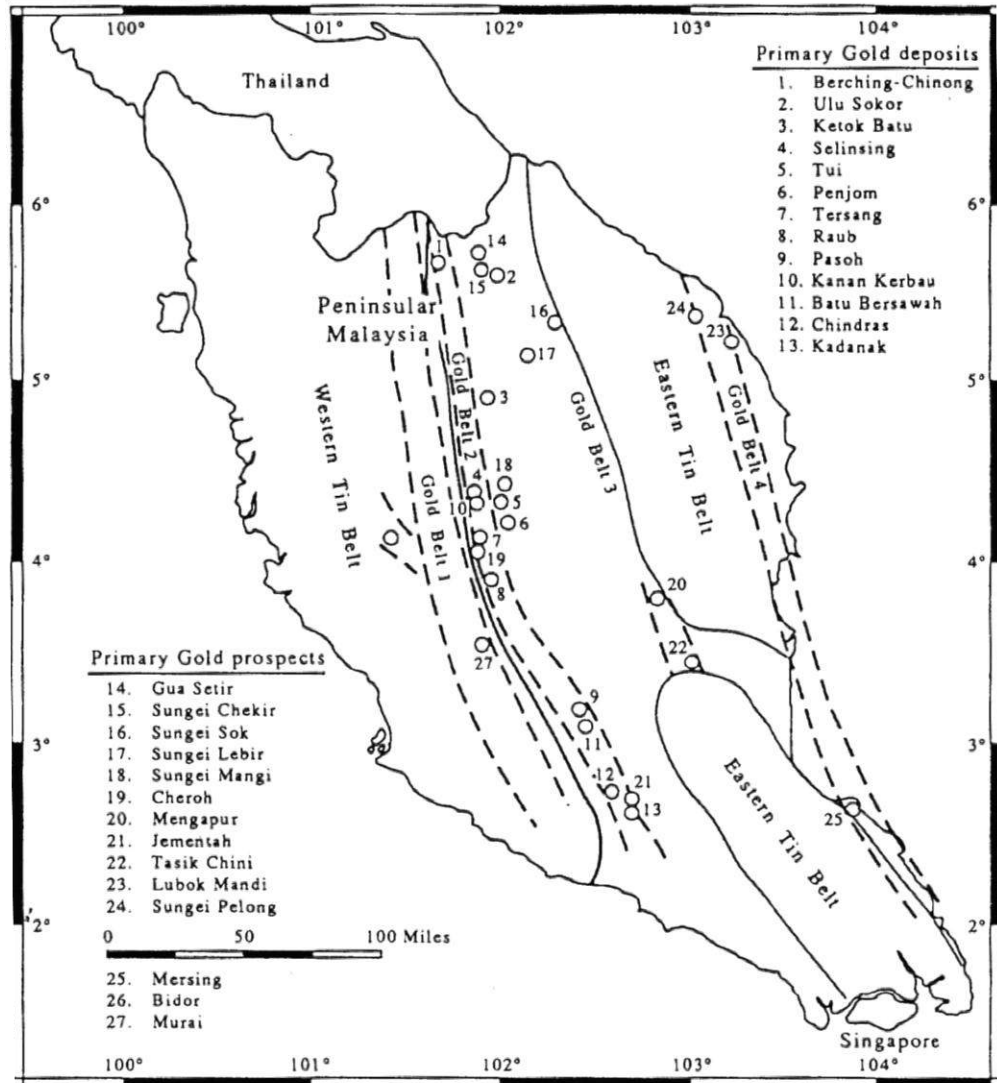 100° 101° 102° 103° 104°
Primary Gold deposits
1. Berching-Chinong
2. Ulu Sokor
3. Ketok Batu
4. Selinsing
5. Tui
6. Penjom
7. Tersang
8. Raub
9. Pasoh
10. Kanan Kerbau
11. Batu Bersawah
12. Chindras
13. Kadanak
Thailand
6° 6°
14
1
15 2
Peninsular
Malaysia
16
24
23
17
5° 5°
Gold Belt 2
3
Western Tin Belt
Gold Belt 1
Gold Belt 3
Eastern Tin Belt
Gold Belt 4
4
18
10 5
6
7
4° 4°
19
8
20
27
22
Primary Gold prospects
14. Gua Setir
15. Sungei Chekir
16. Sungei Sok
17. Sungei Lebir
18. Sungei Mangi
19. Cheroh
20. Mengapur
21. Jementah
22. Tasik Chini
23. Lubok Mandi
24. Sungei Pelong
9
11
3°
12 21
13
Eastern Tin Belt
25
2°
0 50 100 Miles
25. Mersing
26. Bidor
27. Murai
Singapore
100° 101° 102° 103° 104°